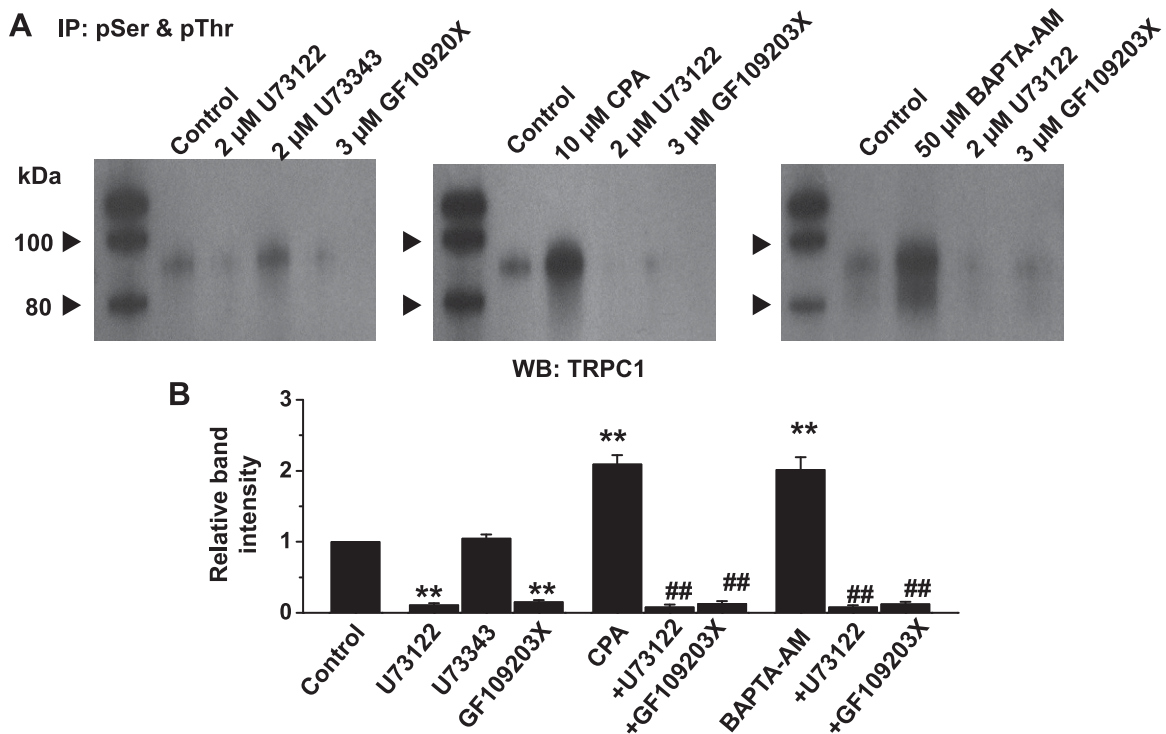 A IP: pSer & pThr
Control
2 µM U73122
2 µM U73343
3 µM GF10920X
Control
10 µM CPA
2 µM U73122
3 µM GF109203X
Control
50 µM BAPTA-AM
2 µM U73122
3 µM GF109203X
kDa
100
80
WB: TRPC1
B
Relative band
intensity
3
2
1
0
**
**
**
##
##
**
##
##
Control
U73122
U73343
GF109203X
CPA
+U73122
+GF109203X
BAPTA-AM
+U73122
+GF109203X